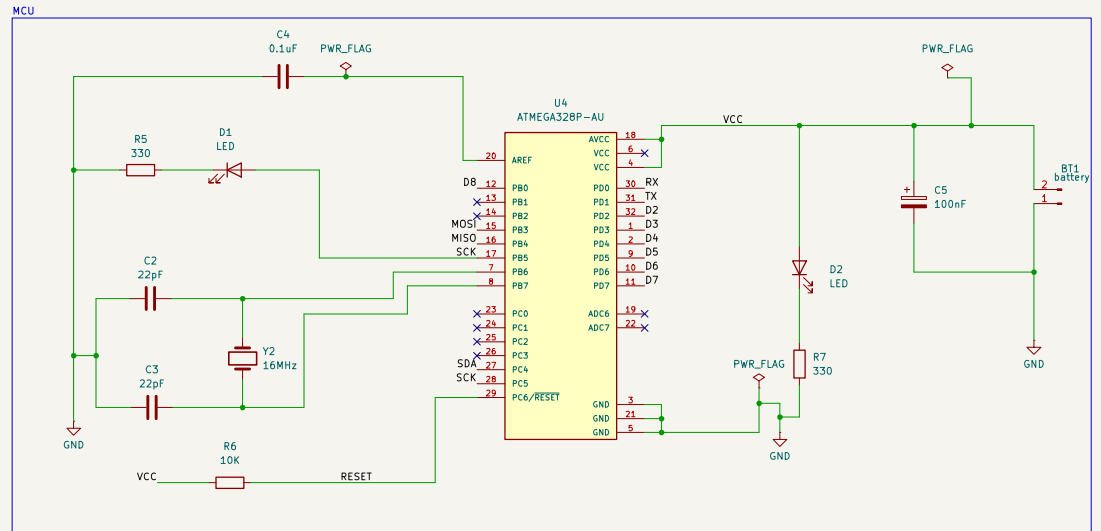 MCU
C4
0.1uF
PWR_FLAG
PWR_FLAG
U4
ATMEGA328P-AU
R5
330
D1
LED
VCC
BT1
battery
2
1
+
C5
100nF
20 AREF
D8 12 PB0
13 PB1
14 PB2
MOSI 15 PB3
MISO 16 PB4
SCK 17 PB5
7 PB6
8 PB7
23 PC0
24 PC1
25 PC2
26 PC3
SDA 27 PC4
SCK 28 PC5
29 PC6/RESET
AVCC 18
VCC 6
VCC 4
PD0 30 RX
PD1 31 TX
PD2 32 D2
PD3 1 D3
PD4 2 D4
PD5 9 D5
PD6 10 D6
PD7 11 D7
ADC6 19
ADC7 22
GND 3
GND 21
GND 5
C2
22pF
Y2
16MHz
C3
22pF
GND
D2
LED
R7
330
PWR_FLAG
GND
GND
R6
10K
VCC
RESET